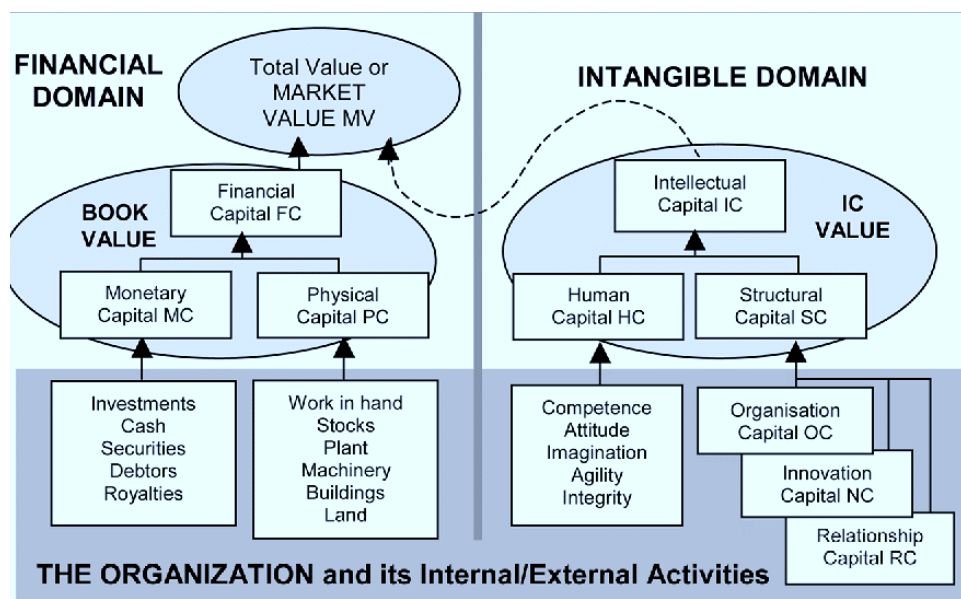 FINANCIAL
DOMAIN
Total Value or
MARKET
VALUE MV
INTANGIBLE DOMAIN
BOOK
VALUE
Financial
Capital FC
Monetary
Capital MC
Physical
Capital PC
Intellectual
Capital IC
IC
VALUE
Human
Capital HC
Structural
Capital SC
Investments
Cash
Securities
Debtors
Royalties
Work in hand
Stocks
Plant
Machinery
Buildings
Land
Competence
Attitude
Imagination
Agility
Integrity
Organisation
Capital OC
Innovation
Capital NC
Relationship
Capital RC
THE ORGANIZATION and its Internal/External Activities